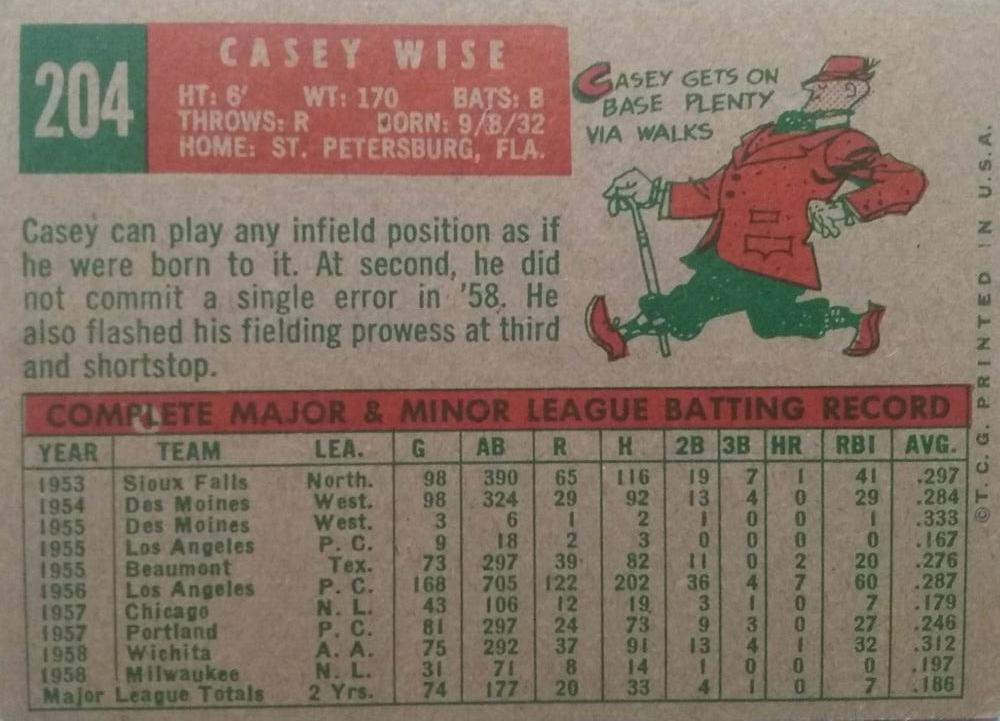 204
CASEY WISE
HT: 6' WT: 170 BATS: B
THROWS: R BORN: 9/8/32
HOME: ST. PETERSBURG, FLA.
CASEY GETS ON
BASE PLENTY
VIA WALKS
Casey can play any infield position as if
he were born to it. At second, he did
not commit a single error in '58. He
also flashed his fielding prowess at third
and shortstop.
COMPLETE MAJOR & MINOR LEAGUE BATTING RECORD
YEAR TEAM LEA. G AB R H 2B 3B HR RBI AVG.
1953 Sioux Falls North. 98 390 65 116 19 7 1 41 .297
1954 Des Moines West. 98 324 29 92 13 4 0 29 .284
1955 Des Moines West. 3 6 1 2 1 0 0 1 .333
1955 Los Angeles P. C. 9 18 2 3 0 0 0 0 .167
1955 Beaumont Tex. 73 297 39 82 11 0 2 20 .276
1956 Los Angeles P. C. 168 705 122 202 36 4 7 60 .287
1957 Chicago N. L. 43 106 12 19 3 1 0 7 .179
1957 Portland P. C. 81 297 24 73 9 3 0 27 .246
1958 Wichita A. A. 75 292 37 91 13 4 1 32 .312
1958 Milwaukee N. L. 31 71 8 14 1 0 0 0 .197
Major League Totals 2 Yrs. 74 177 20 33 4 1 0 7 .186
©T. C. G. PRINTED IN U.S.A.